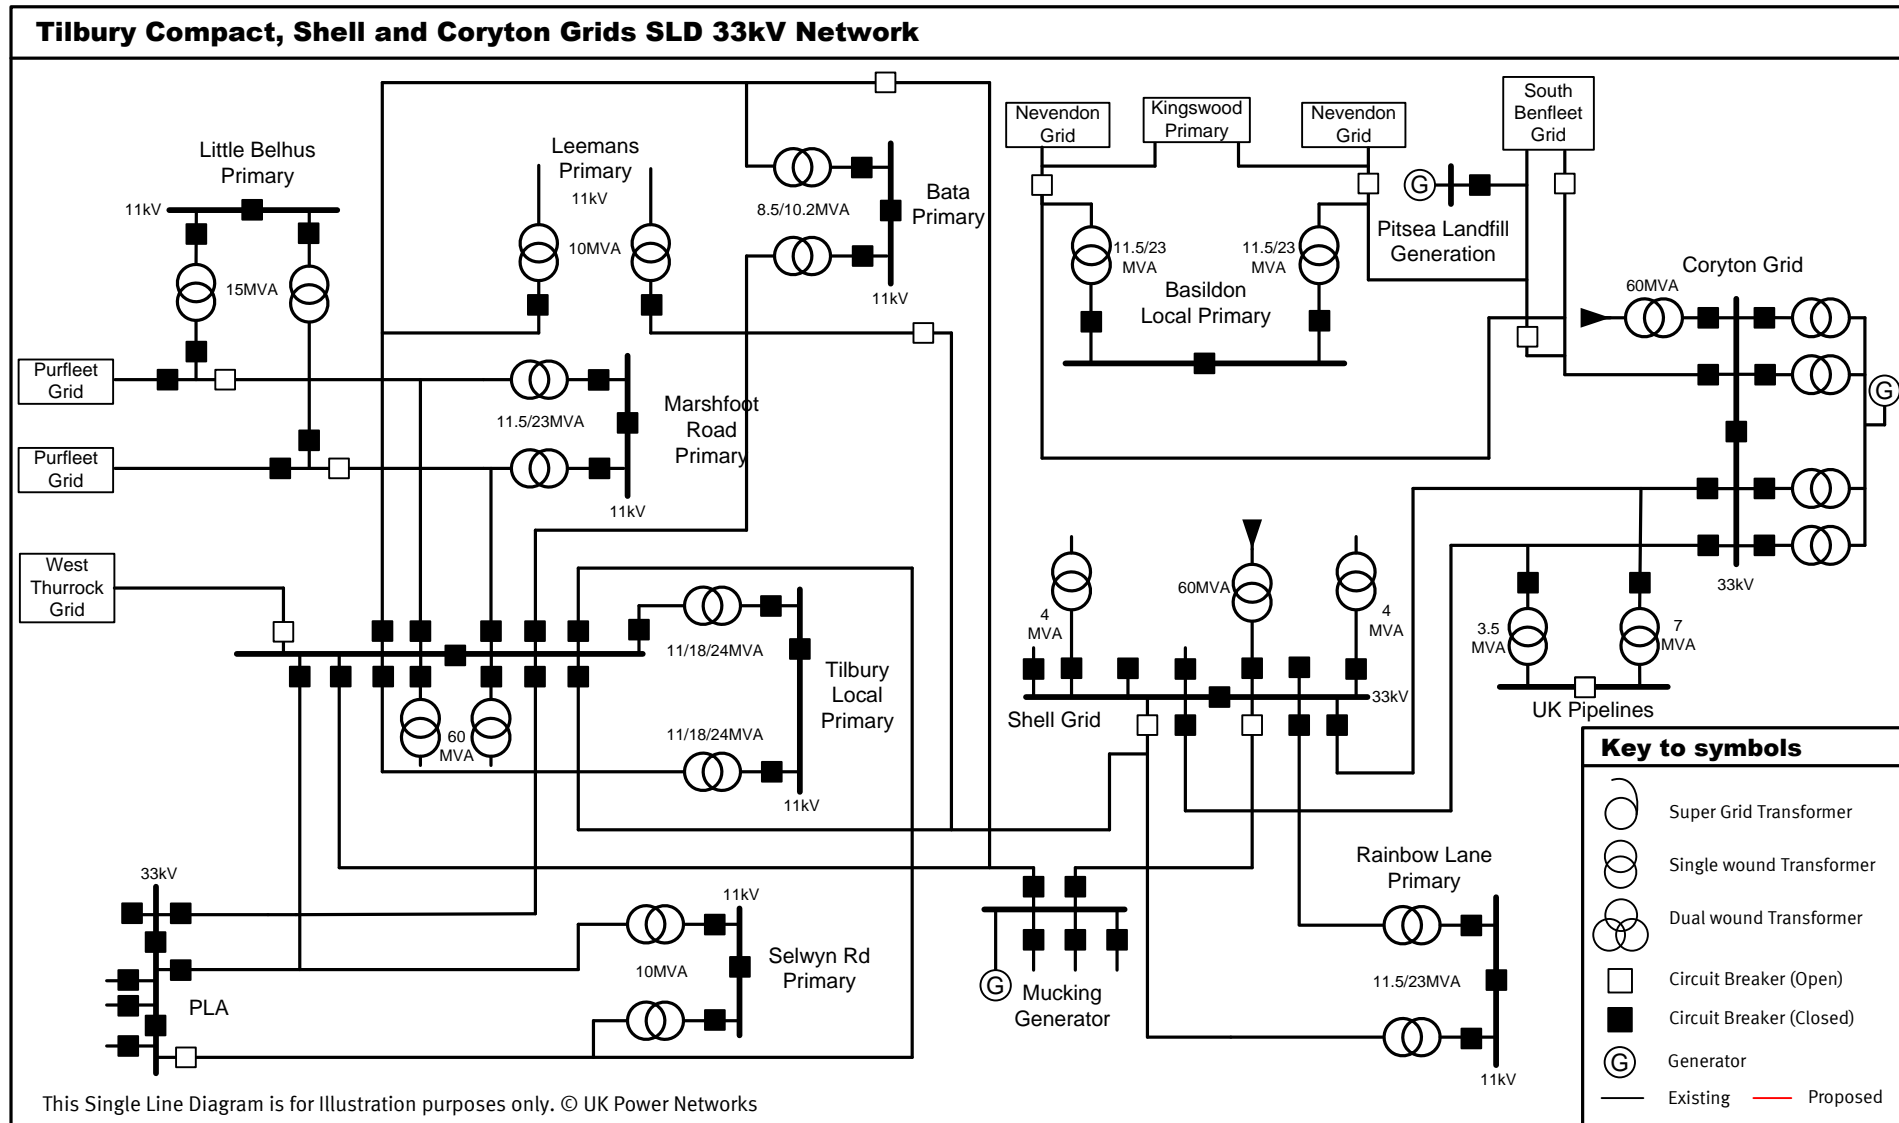 Tilbury Compact, Shell and Coryton Grids SLD 33kV Network
Little Belhus
Primary
11kV
15MVA
Leemans
Primary
11kV
10MVA
8.5/10.2MVA
Bata
Primary
11kV
Nevendon
Grid
Kingswood
Primary
Nevendon
Grid
South
Benfleet
Grid
G
Pitsea Landfill
Generation
11.5/23
MVA
11.5/23
MVA
Basildon
Local Primary
Coryton Grid
60MVA
G
33kV
Purfleet
Grid
Purfleet
Grid
11.5/23MVA
Marshfoot
Road
Primary
11kV
West
Thurrock
Grid
11/18/24MVA
11/18/24MVA
Tilbury
Local
Primary
11kV
60
MVA
4
MVA
60MVA
4
MVA
33kV
Shell Grid
3.5
MVA
7
MVA
UK Pipelines
33kV
PLA
11kV
10MVA
Selwyn Rd
Primary
G
Mucking
Generator
Rainbow Lane
Primary
11.5/23MVA
11kV
Key to symbols
Super Grid Transformer
Single wound Transformer
Dual wound Transformer
Circuit Breaker (Open)
Circuit Breaker (Closed)
G
Generator
Existing
Proposed
This Single Line Diagram is for Illustration purposes only. © UK Power Networks